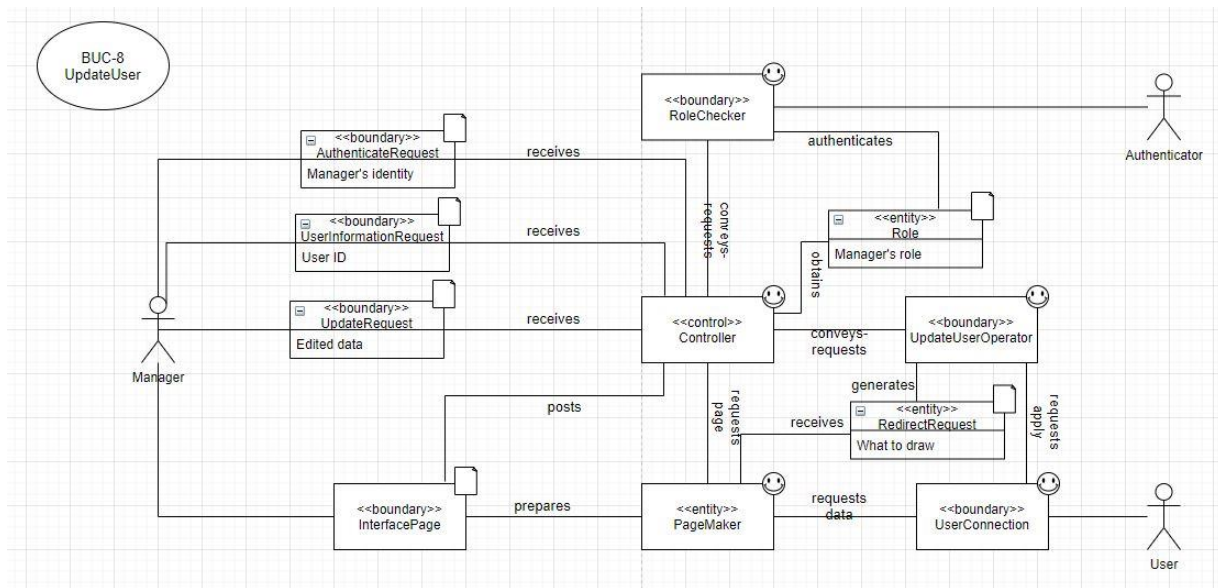 BUC-8
UpdateUser
<<boundary>>
RoleChecker
Authenticator
authenticates
<<boundary>>
AuthenticateRequest
Manager's identity
receives
conveys-
requests
<<boundary>>
UserInformationRequest
User ID
receives
<<entity>>
Role
Manager's role
obtains
<<boundary>>
UpdateRequest
Edited data
receives
Manager
<<control>>
Controller
conveys-
requests
<<boundary>>
UpdateUserOperator
posts
requests
page
generates
requests
apply
receives
<<entity>>
RedirectRequest
What to draw
<<boundary>>
InterfacePage
prepares
<<entity>>
PageMaker
requests
data
<<boundary>>
UserConnection
User